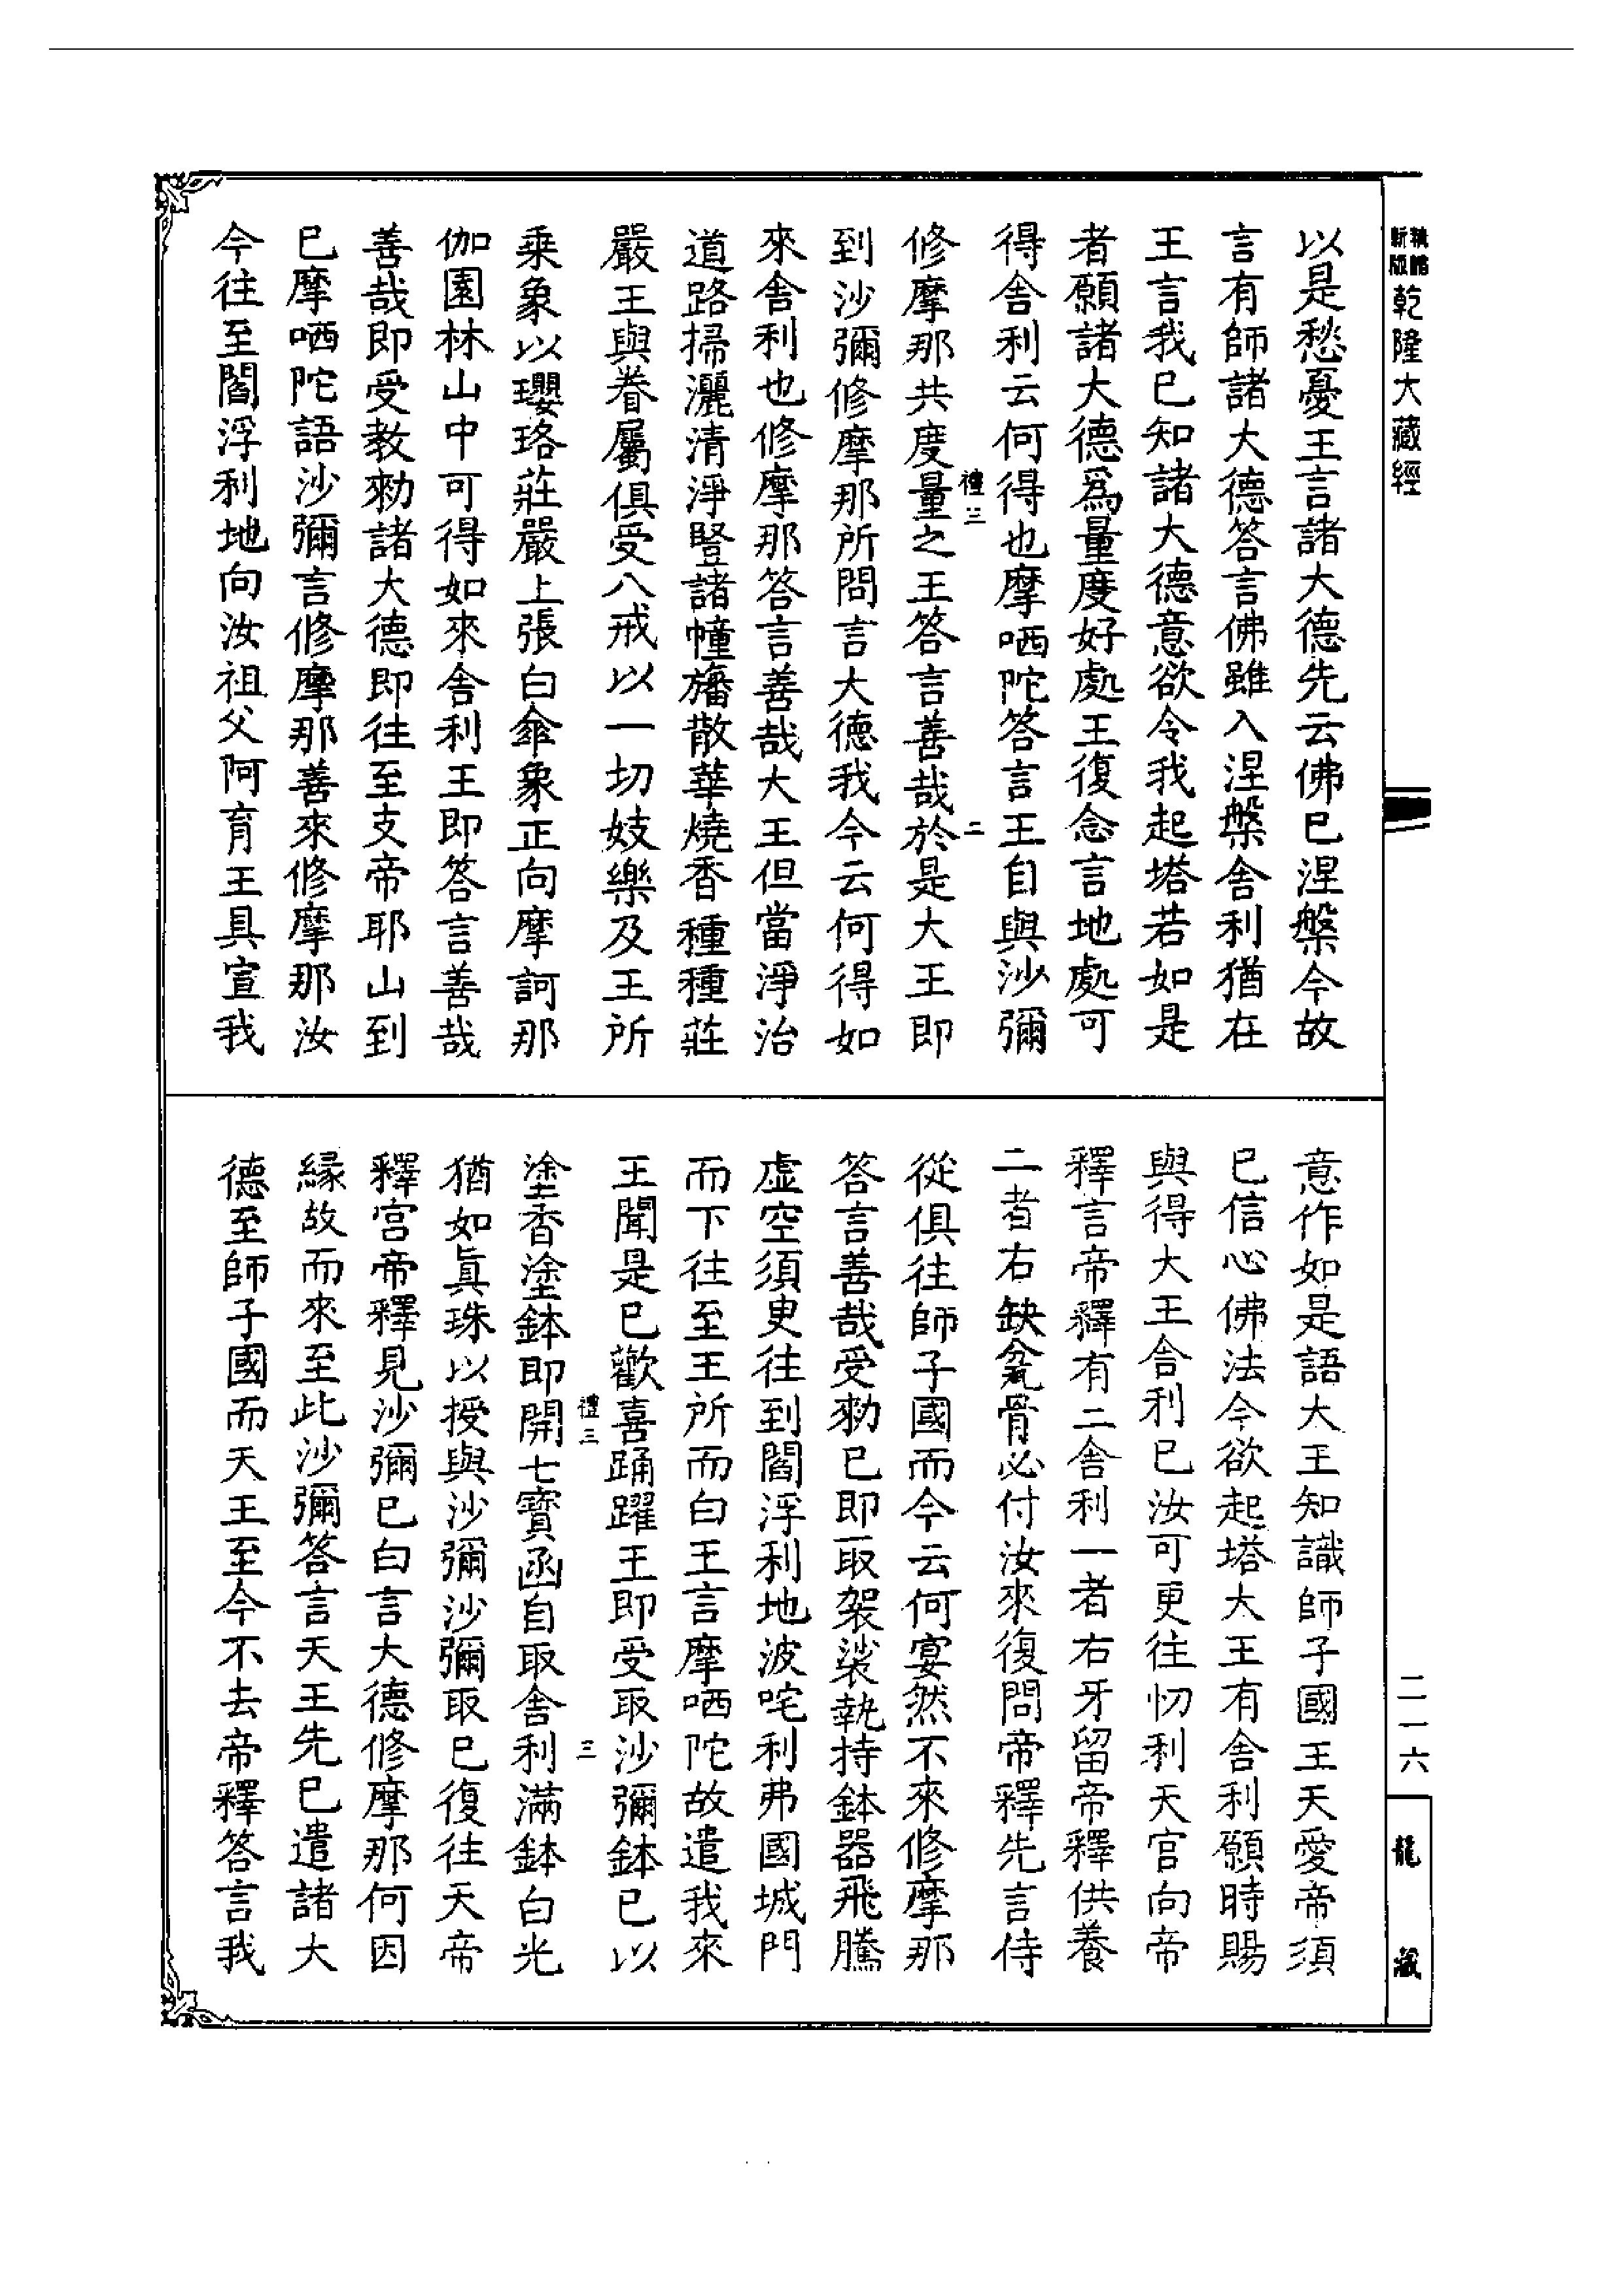 新版
乾隆大藏經
以是愁憂王言諸大德先云佛已涅槃今故
言有師諸大德答言佛雖入涅槃舍利猶在
王言我已知諸大德意欲令我起塔若如是
者願諸大德爲量度好處王復念言地處可
得舍利云何得也摩哂陀答言王自與沙彌
禮三
二
修摩那共度量之王答言善哉於是大王即
到沙彌修摩那所問言大德我今云何得如
來舍利也修摩那答言善哉大王但當淨治
道路掃灑清淨豎諸幢旛散華燒香種種莊
嚴王與眷屬俱受八戒以一切妓樂及王所
乘象以瓔珞莊嚴上張白傘象正向摩訶那
伽園林山中可得如來舍利王即答言善哉
善哉即受教勑諸大德即往至支帝耶山到
已摩哂陀語沙彌言修摩那善來修摩那汝
今往至閻浮利地向汝祖父阿育王具宣我
意作如是語大王知識師子國王天愛帝須
已信心佛法今欲起塔大王有舍利願時賜
與得大王舍利已汝可更往忉利天官向帝
釋言帝釋有二舍利一者右牙留帝釋供養
二者右缺盆骨必付汝來復問帝釋先言侍
從俱往師子國而今云何宴然不來修摩那
答言善哉受勑已即取袈裟執持鉢器飛騰
虛空須臾往到閻浮利地波咤利弗國城門
而下往至王所而白王言摩哂陀故遣我來
王聞是已歡喜踊躍王即受取沙彌鉢已以
禮三
三
塗香塗鉢即開七寶函自取舍利滿鉢白光
猶如眞珠以授與沙彌沙彌取已復往天帝
釋宮帝釋見沙彌已白言大德修摩那何因
緣故而來至此沙彌答言天王先已遣諸大
德至師子國而天王至今不去帝釋答言我
二一六
龍藏